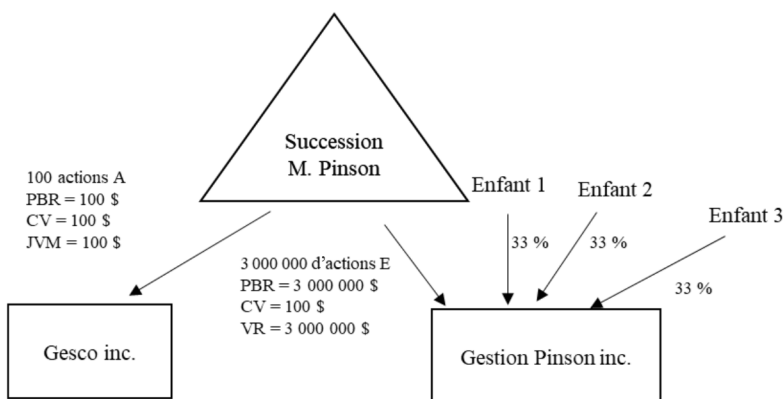 Succession
M. Pinson
100 actions A
PBR = 100 $
CV = 100 $
JVM = 100 $
Enfant 1
Enfant 2
Enfant 3
33 %
33 %
33 %
3 000 000 d’actions E
PBR = 3 000 000 $
CV = 100 $
VR = 3 000 000 $
Gesco inc.
Gestion Pinson inc.